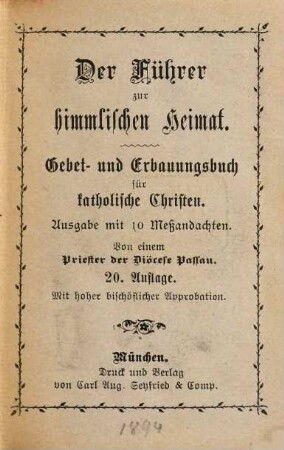 Der Führer
zur
himmlischen Heimat.
Gebet- und Erbauungsbuch
für
katholische Christen.
Ausgabe mit 10 Meßandachten.
Von einem
Priester der Diöcese Passau.
20. Auflage.
Mit hoher bischöflicher Approbation.
München.
Druck und Verlag
von Carl Aug. Seyfried & Comp.
1894